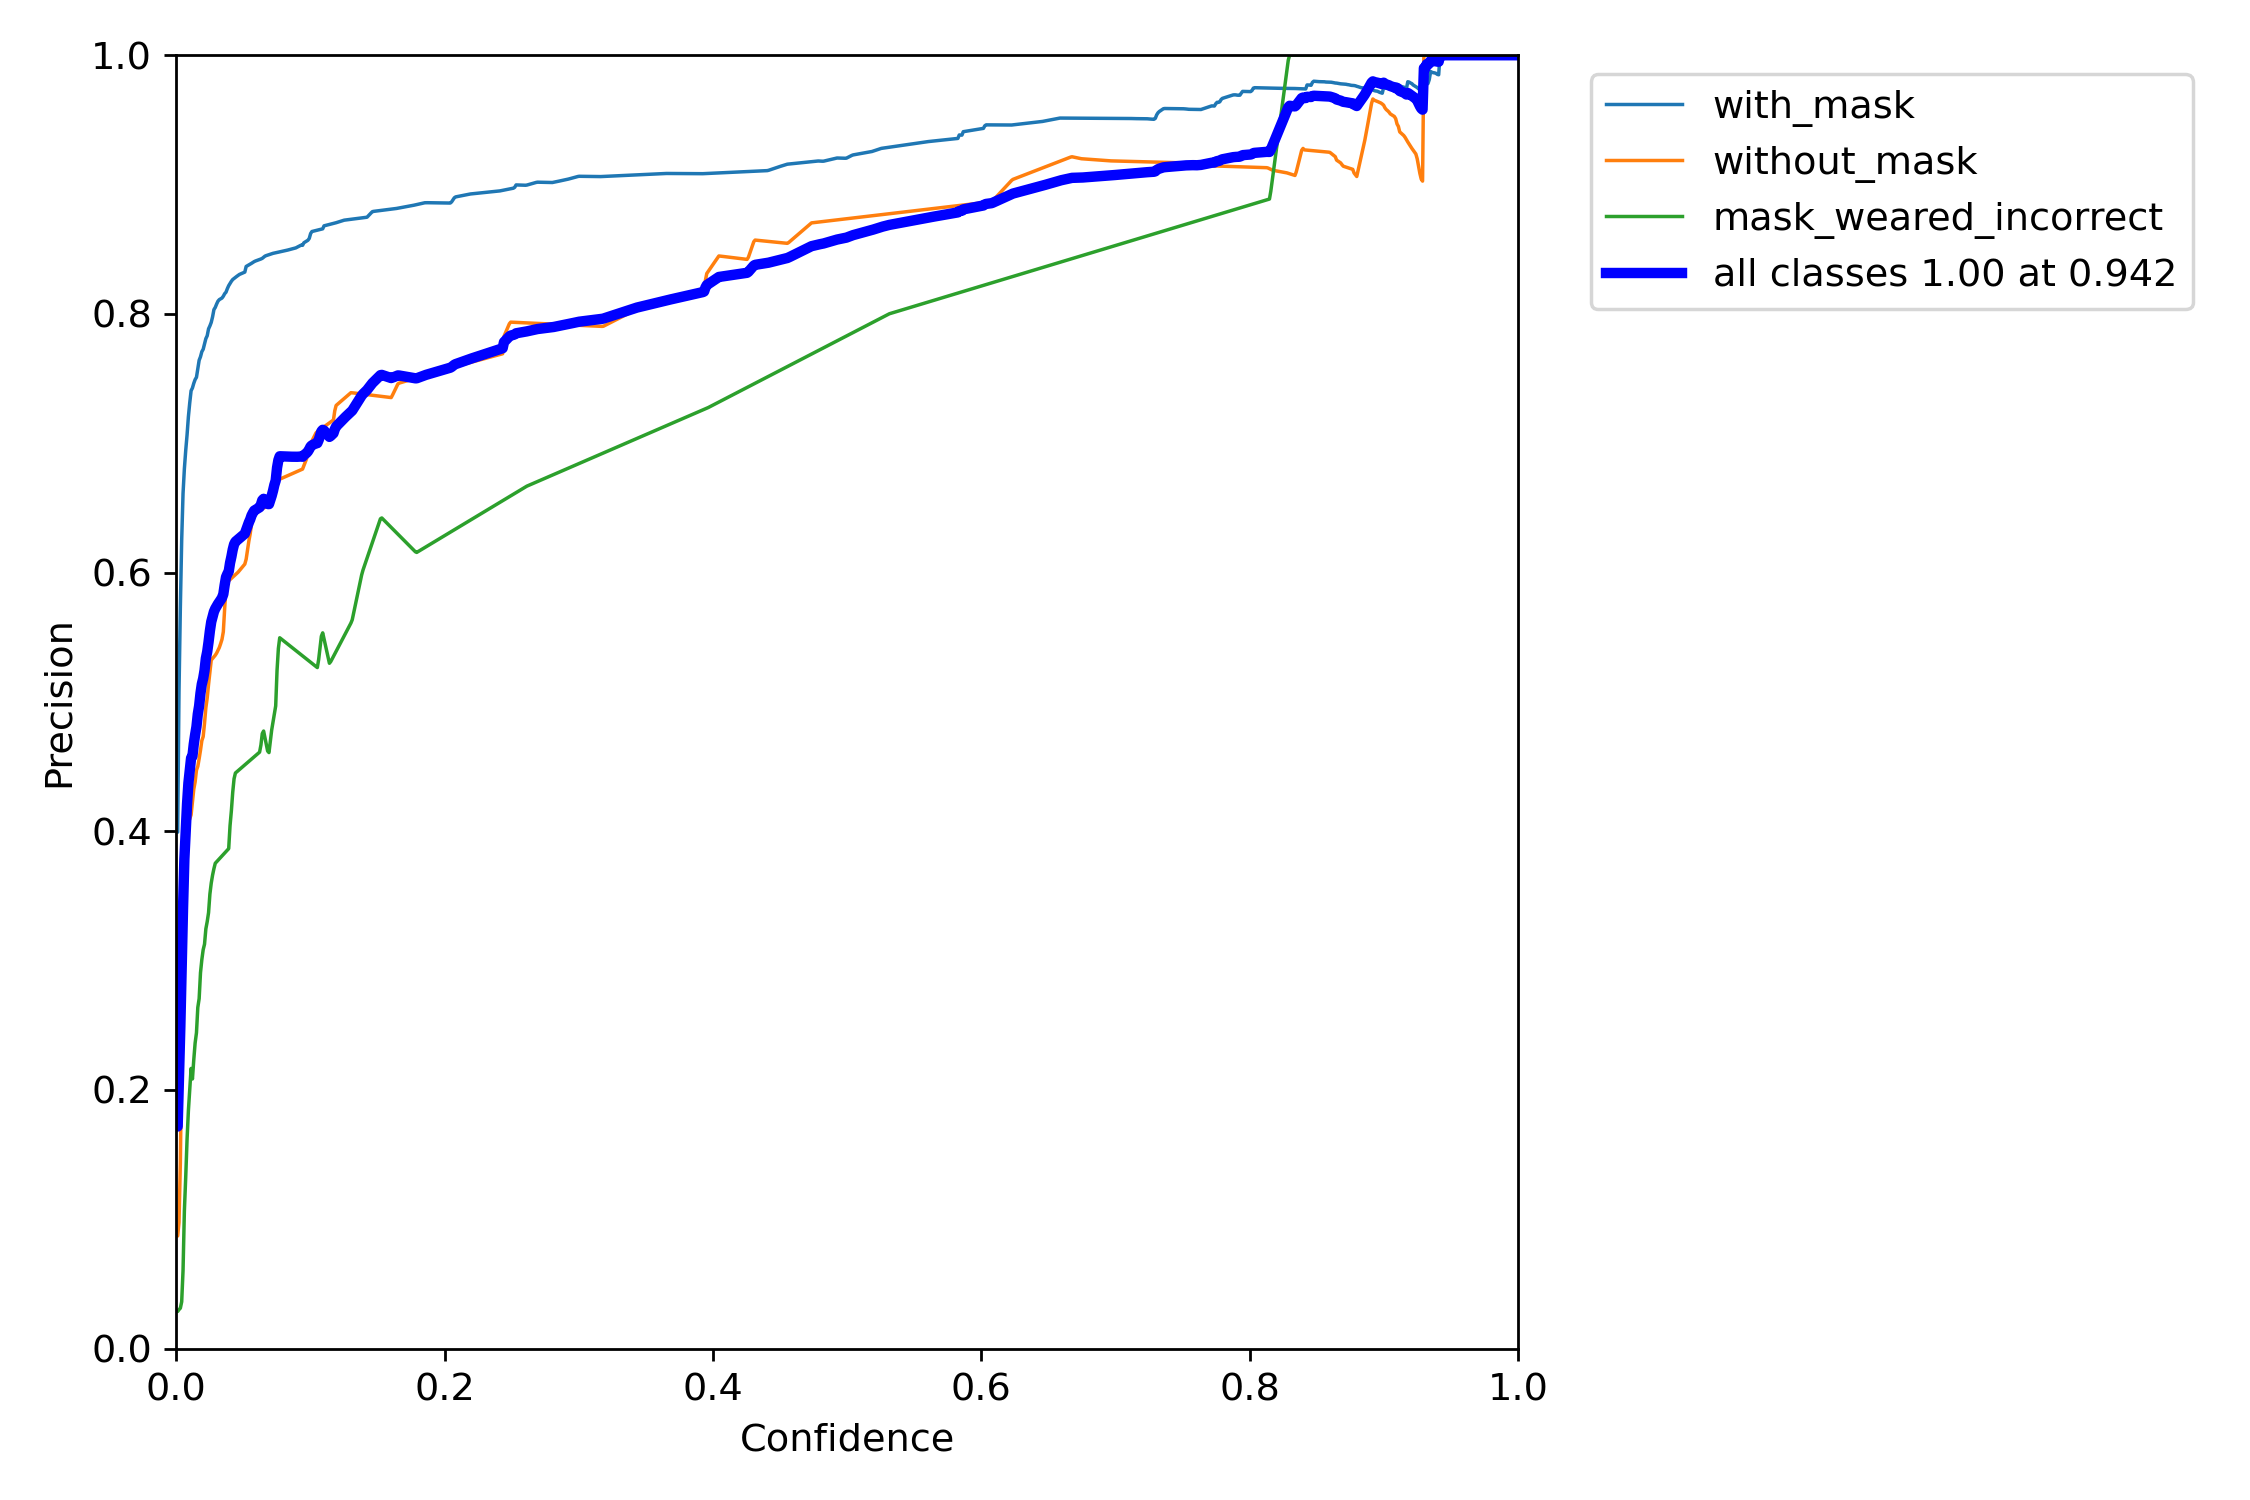 1.0
0.8
0.6
0.4
0.2
0.0
Precision
0.0 0.2 0.4 0.6 0.8 1.0
Confidence
with_mask
without_mask
mask_weared_incorrect
all classes 1.00 at 0.942